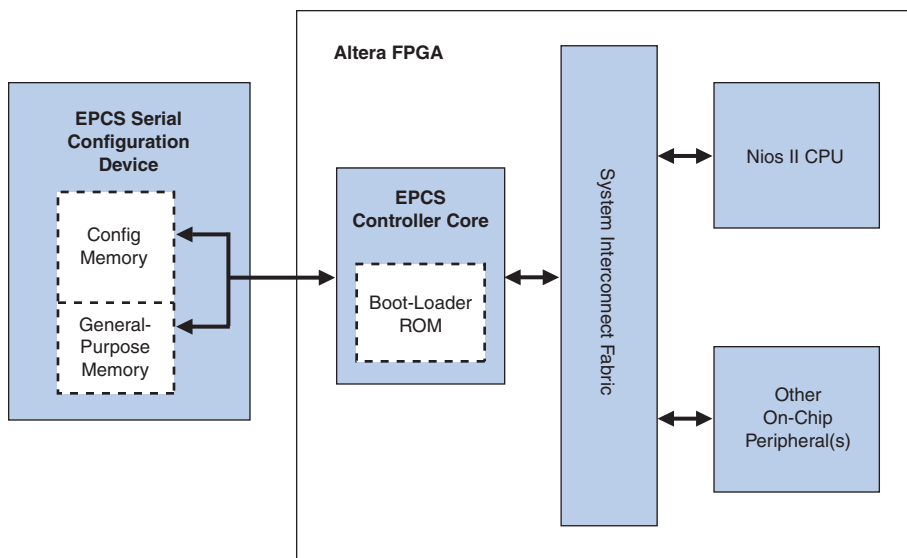 Altera FPGA
EPCS Serial
Configuration
Device
Config
Memory
General-
Purpose
Memory
EPCS
Controller Core
Boot-Loader
ROM
System Interconnect Fabric
Nios II CPU
Other
On-Chip
Peripheral(s)